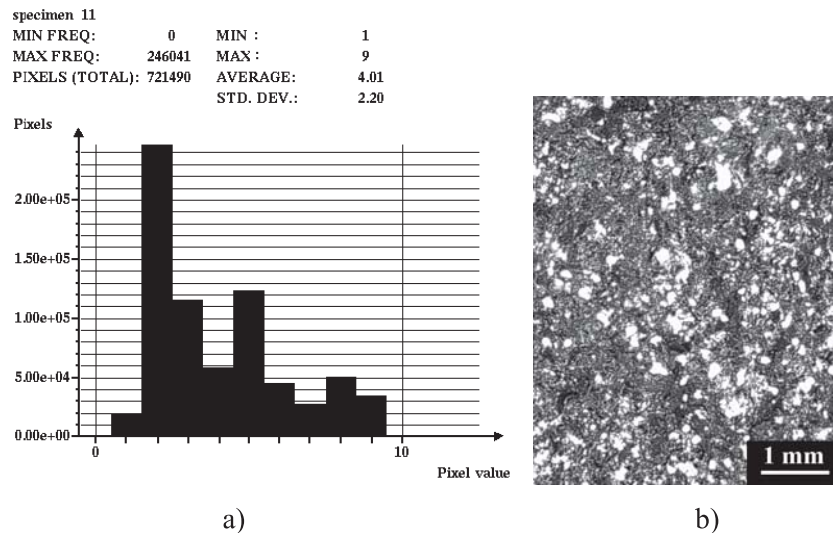 specimen 11
MIN FREQ: 0 MIN : 1
MAX FREQ: 246041 MAX : 9
PIXELS (TOTAL): 721490 AVERAGE: 4.01
STD. DEV.: 2.20
Pixels
2.00e+05
1.50e+05
1.00e+05
5.00e+04
0.00e+00
0 10
Pixel value
1 mm
a) b)